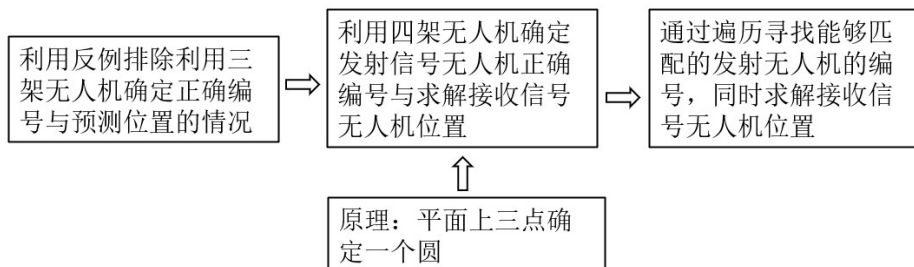 利用反例排除利用三
架无人机确定正确编
号与预测位置的情况
利用四架无人机确定
发射信号无人机正确
编号与求解接收信号
无人机位置
通过遍历寻找能够匹
配的发射无人机的编
号，同时求解接收信
号无人机位置
原理：平面上三点确
定一个圆